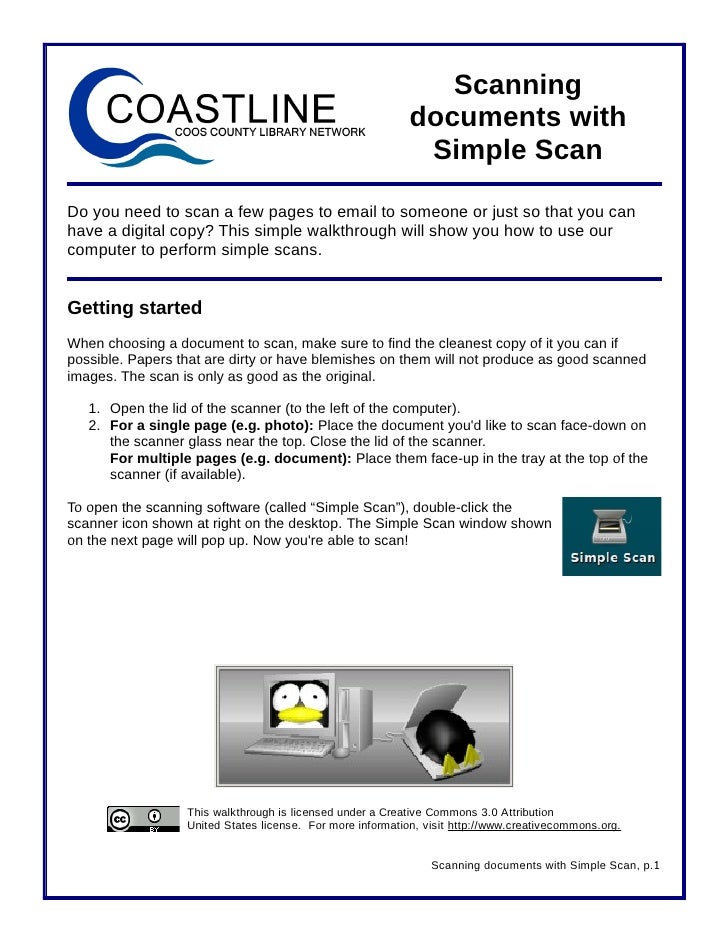 COASTLINE
COOS COUNTY LIBRARY NETWORK
Scanning
documents with
Simple Scan
Do you need to scan a few pages to email to someone or just so that you can
have a digital copy? This simple walkthrough will show you how to use our
computer to perform simple scans.
Getting started
When choosing a document to scan, make sure to find the cleanest copy of it you can if
possible. Papers that are dirty or have blemishes on them will not produce as good scanned
images. The scan is only as good as the original.
1. Open the lid of the scanner (to the left of the computer).
2. For a single page (e.g. photo): Place the document you'd like to scan face-down on
the scanner glass near the top. Close the lid of the scanner.
For multiple pages (e.g. document): Place them face-up in the tray at the top of the
scanner (if available).
To open the scanning software (called “Simple Scan”), double-click the
scanner icon shown at right on the desktop. The Simple Scan window shown
on the next page will pop up. Now you're able to scan!
Simple Scan
cc BY
This walkthrough is licensed under a Creative Commons 3.0 Attribution
United States license. For more information, visit http://www.creativecommons.org.
Scanning documents with Simple Scan, p.1